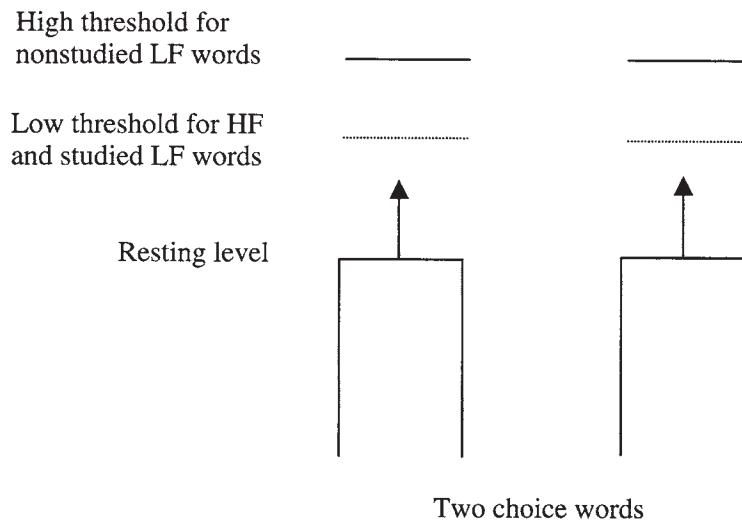 High threshold for
nonstudied LF words
Low threshold for HF
and studied LF words
Resting level
Two choice words